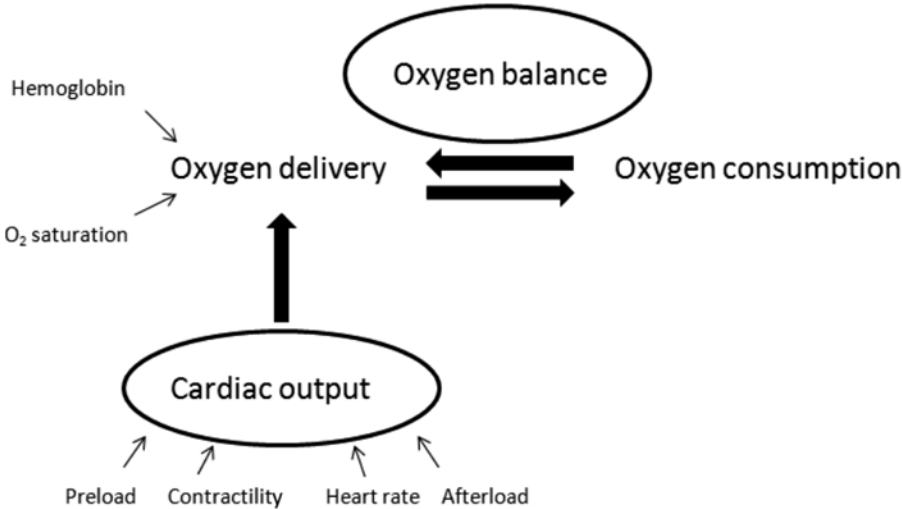 Oxygen balance
Hemoglobin
Oxygen delivery
Oxygen consumption
O₂ saturation
Cardiac output
Preload
Contractility
Heart rate
Afterload